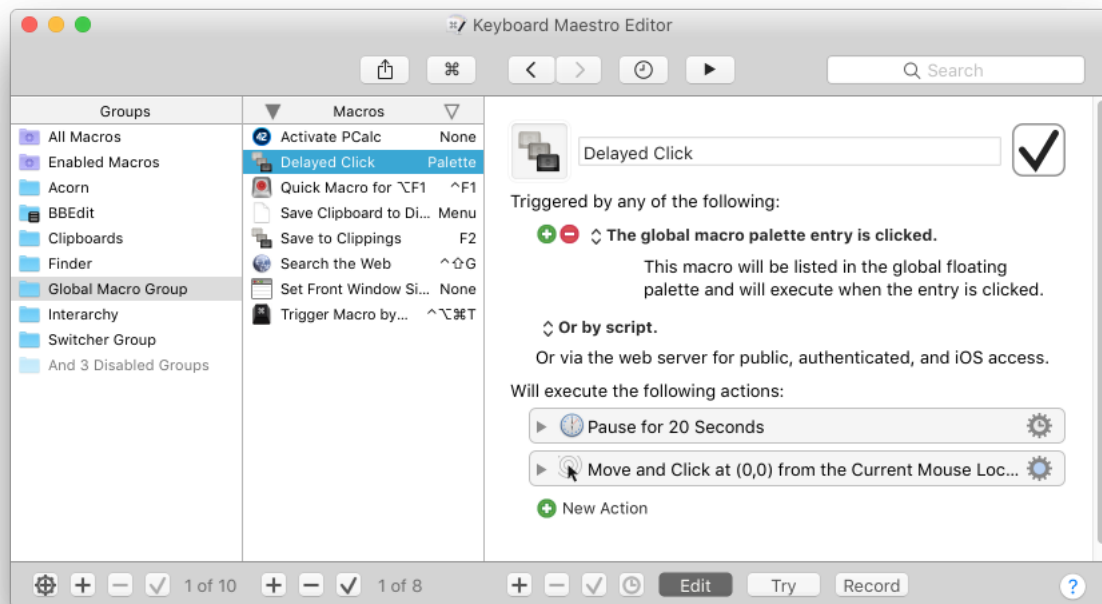 Keyboard Maestro Editor
Search
Groups
All Macros
Enabled Macros
Acorn
BBEdit
Clipboards
Finder
Global Macro Group
Interarchy
Switcher Group
And 3 Disabled Groups
1 of 10
Macros
Activate PCalc None
Delayed Click Palette
Quick Macro for ⌥F1 ^F1
Save Clipboard to Di... Menu
Save to Clippings F2
Search the Web ^⇧G
Set Front Window Si... None
Trigger Macro by... ^⌥⌘T
1 of 8
Delayed Click
Triggered by any of the following:
The global macro palette entry is clicked.
This macro will be listed in the global floating
palette and will execute when the entry is clicked.
Or by script.
Or via the web server for public, authenticated, and iOS access.
Will execute the following actions:
Pause for 20 Seconds
Move and Click at (0,0) from the Current Mouse Loc...
New Action
Edit Try Record
?